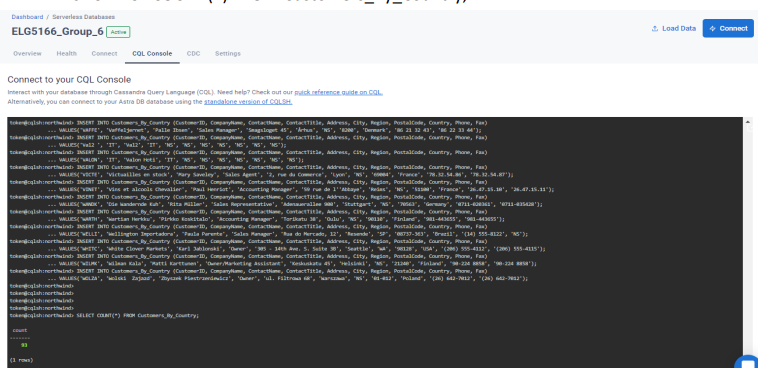 Dashboard / Serverless Databases
ELG5166_Group_6 Active
Load Data
Connect
Overview Health Connect CQL Console CDC Settings
Connect to your CQL Console
Interact with your database through Cassandra Query Language (CQL). Need help? Check out our quick reference guide on CQL.
Alternatively, you can connect to your Astra DB database using the standalone version of CQLSH.
token@cqlsh:northwind> INSERT INTO Customers_By_Country (CustomerID, CompanyName, ContactName, ContactTitle, Address, City, Region, PostalCode, Country, Phone, Fax)
... VALUES('VAFFE', 'Vaffeljernet', 'Palle Ibsen', 'Sales Manager', 'Smagsloget 45', 'Århus', 'NS', '8200', 'Denmark', '86 21 32 43', '86 22 33 44');
token@cqlsh:northwind> INSERT INTO Customers_By_Country (CustomerID, CompanyName, ContactName, ContactTitle, Address, City, Region, PostalCode, Country, Phone, Fax)
... VALUES('Val2 ', 'IT', 'Val2', 'IT', 'NS', 'NS', 'NS', 'NS', 'NS', 'NS', 'NS');
token@cqlsh:northwind> INSERT INTO Customers_By_Country (CustomerID, CompanyName, ContactName, ContactTitle, Address, City, Region, PostalCode, Country, Phone, Fax)
... VALUES('VALON', 'IT', 'Valon Hoti', 'IT', 'NS', 'NS', 'NS', 'NS', 'NS', 'NS', 'NS');
token@cqlsh:northwind> INSERT INTO Customers_By_Country (CustomerID, CompanyName, ContactName, ContactTitle, Address, City, Region, PostalCode, Country, Phone, Fax)
... VALUES('VICTE', 'Victuailles en stock', 'Mary Saveley', 'Sales Agent', '2, rue du Commerce', 'Lyon', 'NS', '69004', 'France', '78.32.54.86', '78.32.54.87');
token@cqlsh:northwind> INSERT INTO Customers_By_Country (CustomerID, CompanyName, ContactName, ContactTitle, Address, City, Region, PostalCode, Country, Phone, Fax)
... VALUES('VINET', 'Vins et alcools Chevalier', 'Paul Henriot', 'Accounting Manager', '59 rue de l''Abbaye', 'Reims', 'NS', '51100', 'France', '26.47.15.10', '26.47.15.11');
token@cqlsh:northwind> INSERT INTO Customers_By_Country (CustomerID, CompanyName, ContactName, ContactTitle, Address, City, Region, PostalCode, Country, Phone, Fax)
... VALUES('WANDK', 'Die Wandernde Kuh', 'Rita Müller', 'Sales Representative', 'Adenauerallee 900', 'Stuttgart', 'NS', '70563', 'Germany', '0711-020361', '0711-035428');
token@cqlsh:northwind> INSERT INTO Customers_By_Country (CustomerID, CompanyName, ContactName, ContactTitle, Address, City, Region, PostalCode, Country, Phone, Fax)
... VALUES('WARTH', 'Wartian Herkku', 'Pirkko Koskitalo', 'Accounting Manager', 'Torikatu 38', 'Oulu', 'NS', '90110', 'Finland', '981-443655', '981-443655');
token@cqlsh:northwind> INSERT INTO Customers_By_Country (CustomerID, CompanyName, ContactName, ContactTitle, Address, City, Region, PostalCode, Country, Phone, Fax)
... VALUES('WELLI', 'Wellington Importadora', 'Paula Parente', 'Sales Manager', 'Rua do Mercado, 12', 'Resende', 'SP', '08737-363', 'Brazil', '(14) 555-8122', 'NS');
token@cqlsh:northwind> INSERT INTO Customers_By_Country (CustomerID, CompanyName, ContactName, ContactTitle, Address, City, Region, PostalCode, Country, Phone, Fax)
... VALUES('WHITC', 'White Clover Markets', 'Karl Jablonski', 'Owner', '305 - 14th Ave. S. Suite 3B', 'Seattle', 'WA', '98128', 'USA', '(206) 555-4112', '(206) 555-4115');
token@cqlsh:northwind> INSERT INTO Customers_By_Country (CustomerID, CompanyName, ContactName, ContactTitle, Address, City, Region, PostalCode, Country, Phone, Fax)
... VALUES('WILMK', 'Wilman Kala', 'Matti Karttunen', 'Owner/Marketing Assistant', 'Keskuskatu 45', 'Helsinki', 'NS', '21240', 'Finland', '90-224 8858', '90-224 8858');
token@cqlsh:northwind> INSERT INTO Customers_By_Country (CustomerID, CompanyName, ContactName, ContactTitle, Address, City, Region, PostalCode, Country, Phone, Fax)
... VALUES('WOLZA', 'Wolski Zajazd', 'Zbyszek Piestrzeniewicz', 'Owner', 'ul. Filtrowa 68', 'Warszawa', 'NS', '01-012', 'Poland', '(26) 642-7012', '(26) 642-7012');
token@cqlsh:northwind>
token@cqlsh:northwind>
token@cqlsh:northwind>
token@cqlsh:northwind>
token@cqlsh:northwind> SELECT COUNT(*) FROM Customers_By_Country;
count
-------
93
(1 rows)